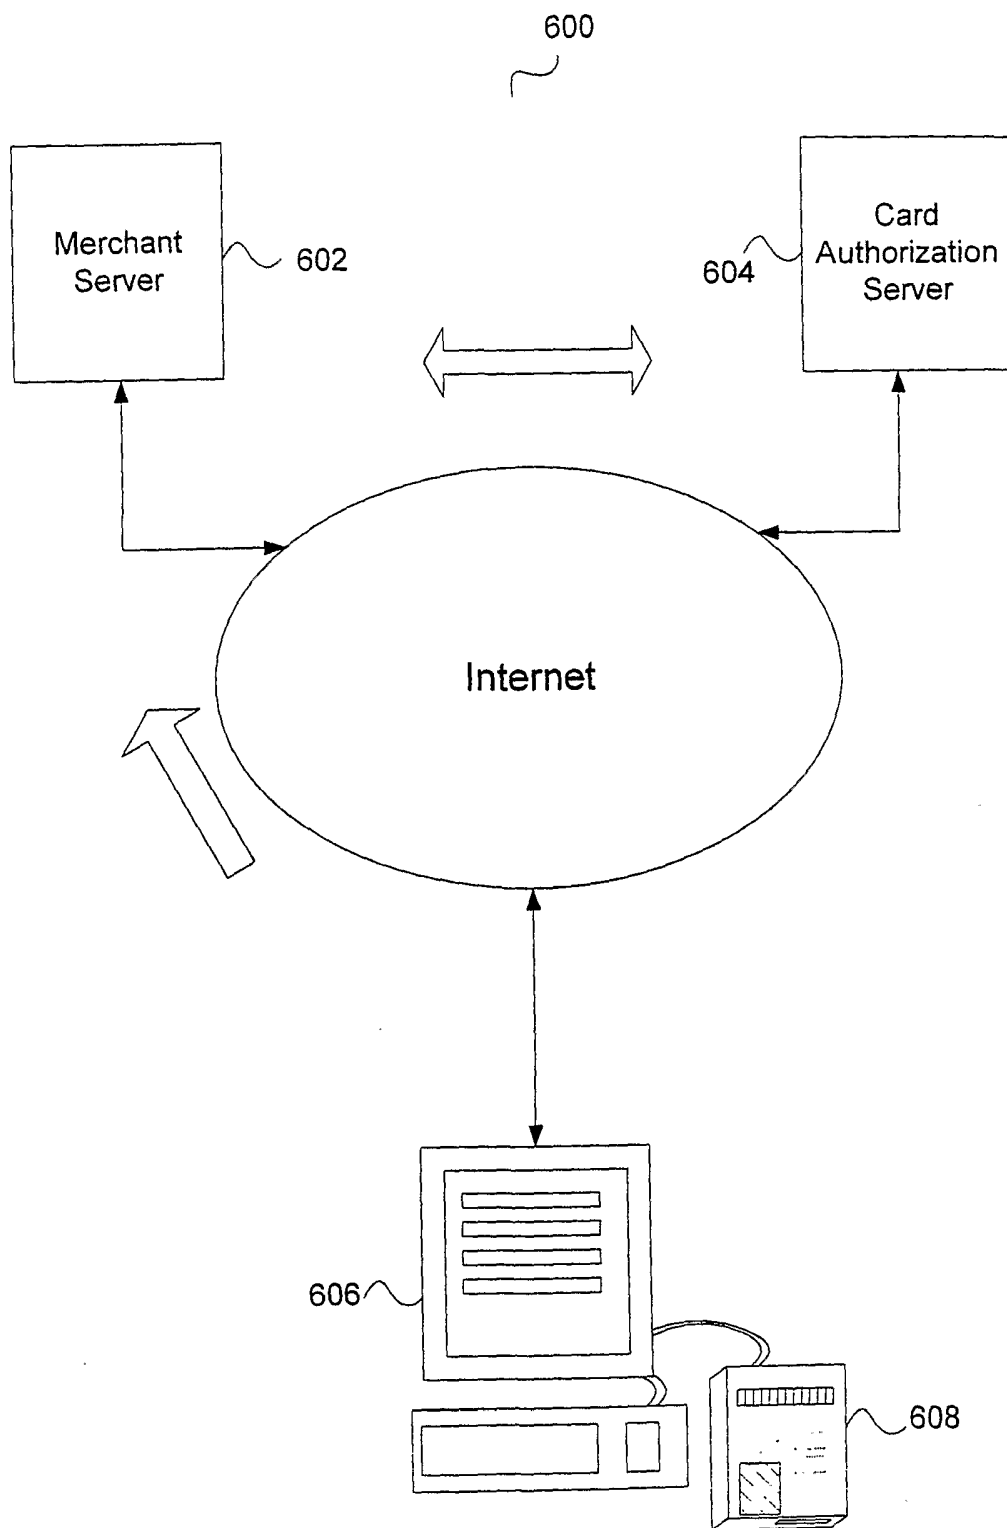 600
Merchant
Server
602
604
Card
Authorization
Server
Internet
606
608